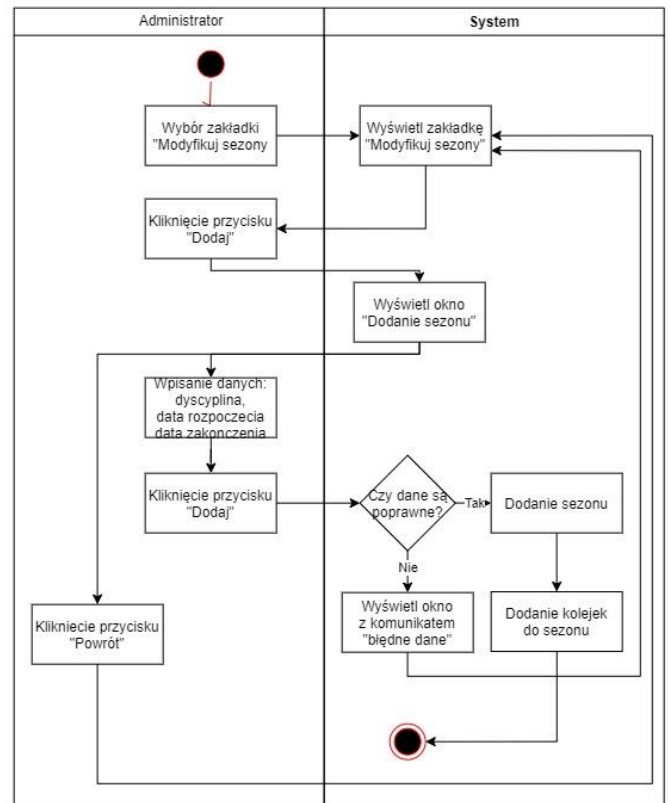 Administrator
System
Wybór zakładki
"Modyfikuj sezony
Wyświetl zakładkę
"Modyfikuj sezony"
Kliknięcie przycisku
"Dodaj"
Wyświetl okno
"Dodanie sezonu"
Wpisanie danych:
dyscyplina,
data rozpoczecia
data zakonczenia
Kliknięcie przycisku
"Dodaj"
Czy dane są
poprawne?
Tak
Dodanie sezonu
Nie
Wyświetl okno
z komunikatem
"błędne dane"
Dodanie kolejek
do sezonu
Klikniecie przycisku
"Powrót"